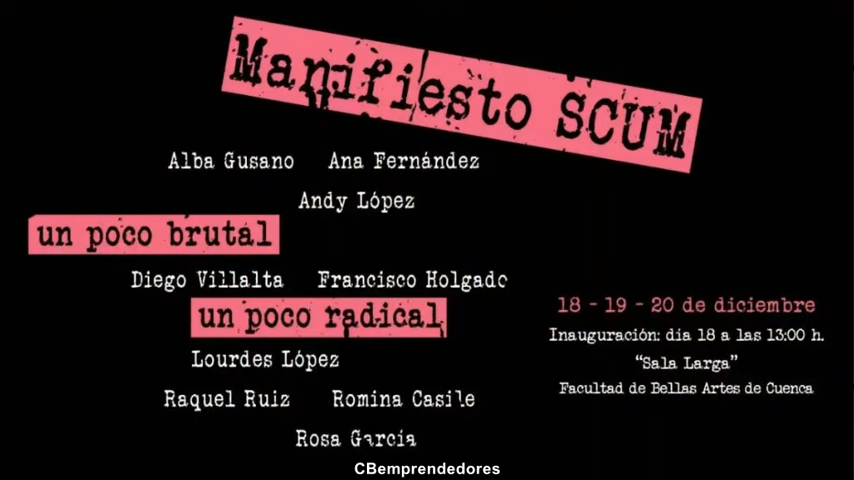 Manifiesto SCUM
Alba Gusano Ana Fernández
Andy López
un poco brutal
Diego Villalta Francisco Holgado
un poco radical
Lourdes López
Raquel Ruiz Romina Casile
Rosa García
18 - 19 - 20 de diciembre
Inauguración: dia 18 a las 13:00 h.
“Sala Larga”
Facultad de Bellas Artes de Cuenca
CBemprendedores